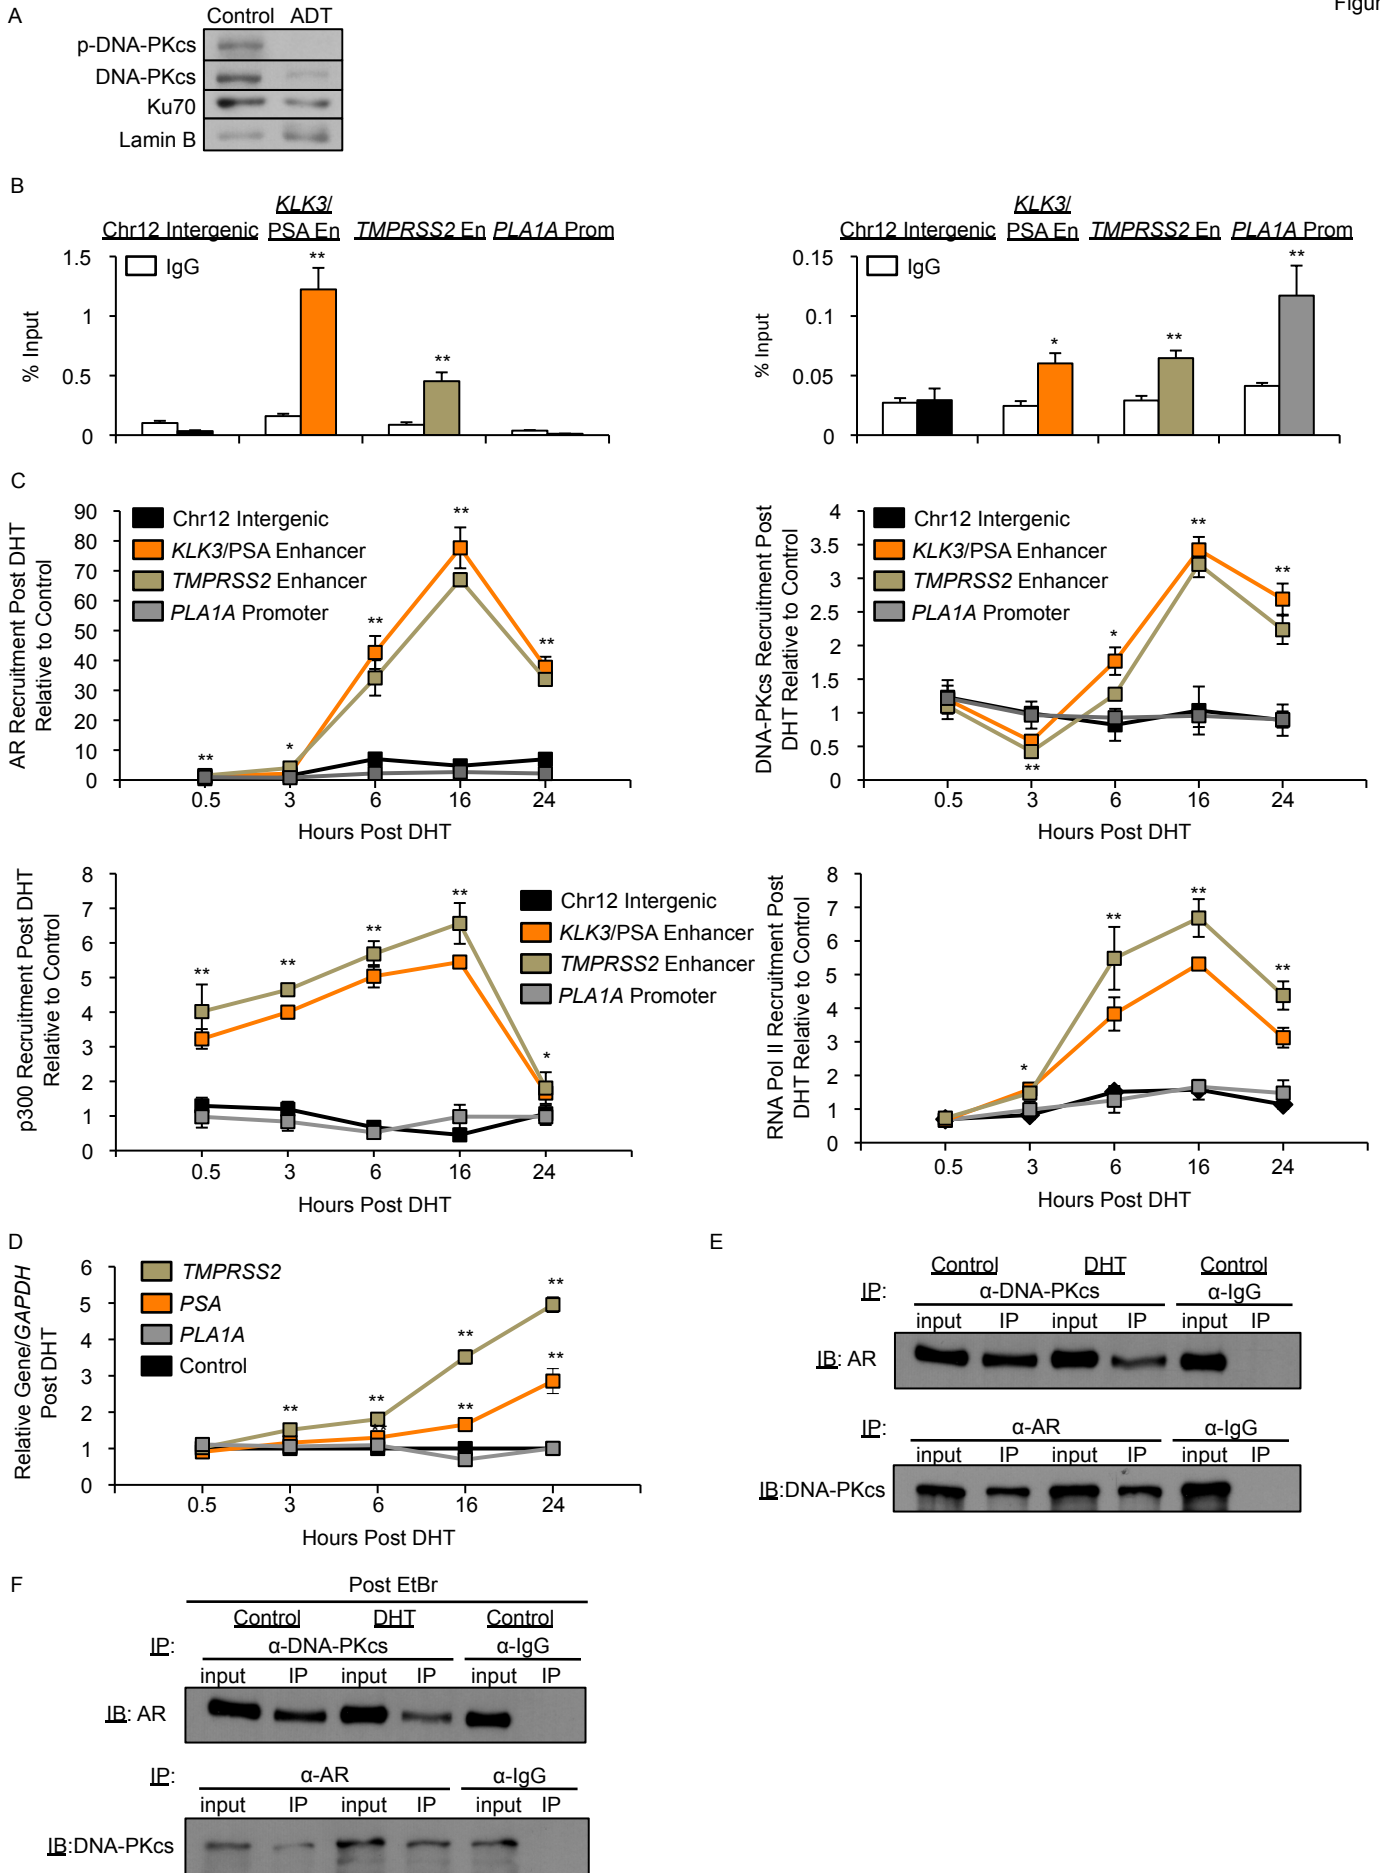 Figur
A
Control ADT
p-DNA-PKcs
DNA-PKcs
Ku70
Lamin B
B
Chr12 Intergenic KLK3/ PSA En TMPRSS2 En PLA1A Prom
IgG
**
**
1.5
1
0.5
0
% Input
Chr12 Intergenic KLK3/ PSA En TMPRSS2 En PLA1A Prom
IgG
*
**
**
0.15
0.1
0.05
0
% Input
C
AR Recruitment Post DHT
Relative to Control
90
80
70
60
50
40
30
20
10
0
Chr12 Intergenic
KLK3/PSA Enhancer
TMPRSS2 Enhancer
PLA1A Promoter
**
*
**
**
**
0.5 3 6 16 24
Hours Post DHT
DNA-PKcs Recruitment Post
DHT Relative to Control
4
3.5
3
2.5
2
1.5
1
0.5
0
Chr12 Intergenic
KLK3/PSA Enhancer
TMPRSS2 Enhancer
PLA1A Promoter
**
*
**
**
0.5 3 6 16 24
Hours Post DHT
p300 Recruitment Post DHT
Relative to Control
8
7
6
5
4
3
2
1
0
**
**
**
**
*
Chr12 Intergenic
KLK3/PSA Enhancer
TMPRSS2 Enhancer
PLA1A Promoter
0.5 3 6 16 24
Hours Post DHT
RNA Pol II Recruitment Post
DHT Relative to Control
8
7
6
5
4
3
2
1
0
*
**
**
**
0.5 3 6 16 24
Hours Post DHT
D
Relative Gene/GAPDH
Post DHT
6
5
4
3
2
1
0
TMPRSS2
PSA
PLA1A
Control
**
**
**
**
**
**
**
0.5 3 6 16 24
Hours Post DHT
E
Control DHT Control
IP: α-DNA-PKcs α-IgG
input IP input IP input IP
IB: AR
IP: α-AR α-IgG
input IP input IP input IP
IB:DNA-PKcs
F
Post EtBr
Control DHT Control
IP: α-DNA-PKcs α-IgG
input IP input IP input IP
IB: AR
IP: α-AR α-IgG
input IP input IP input IP
IB:DNA-PKcs